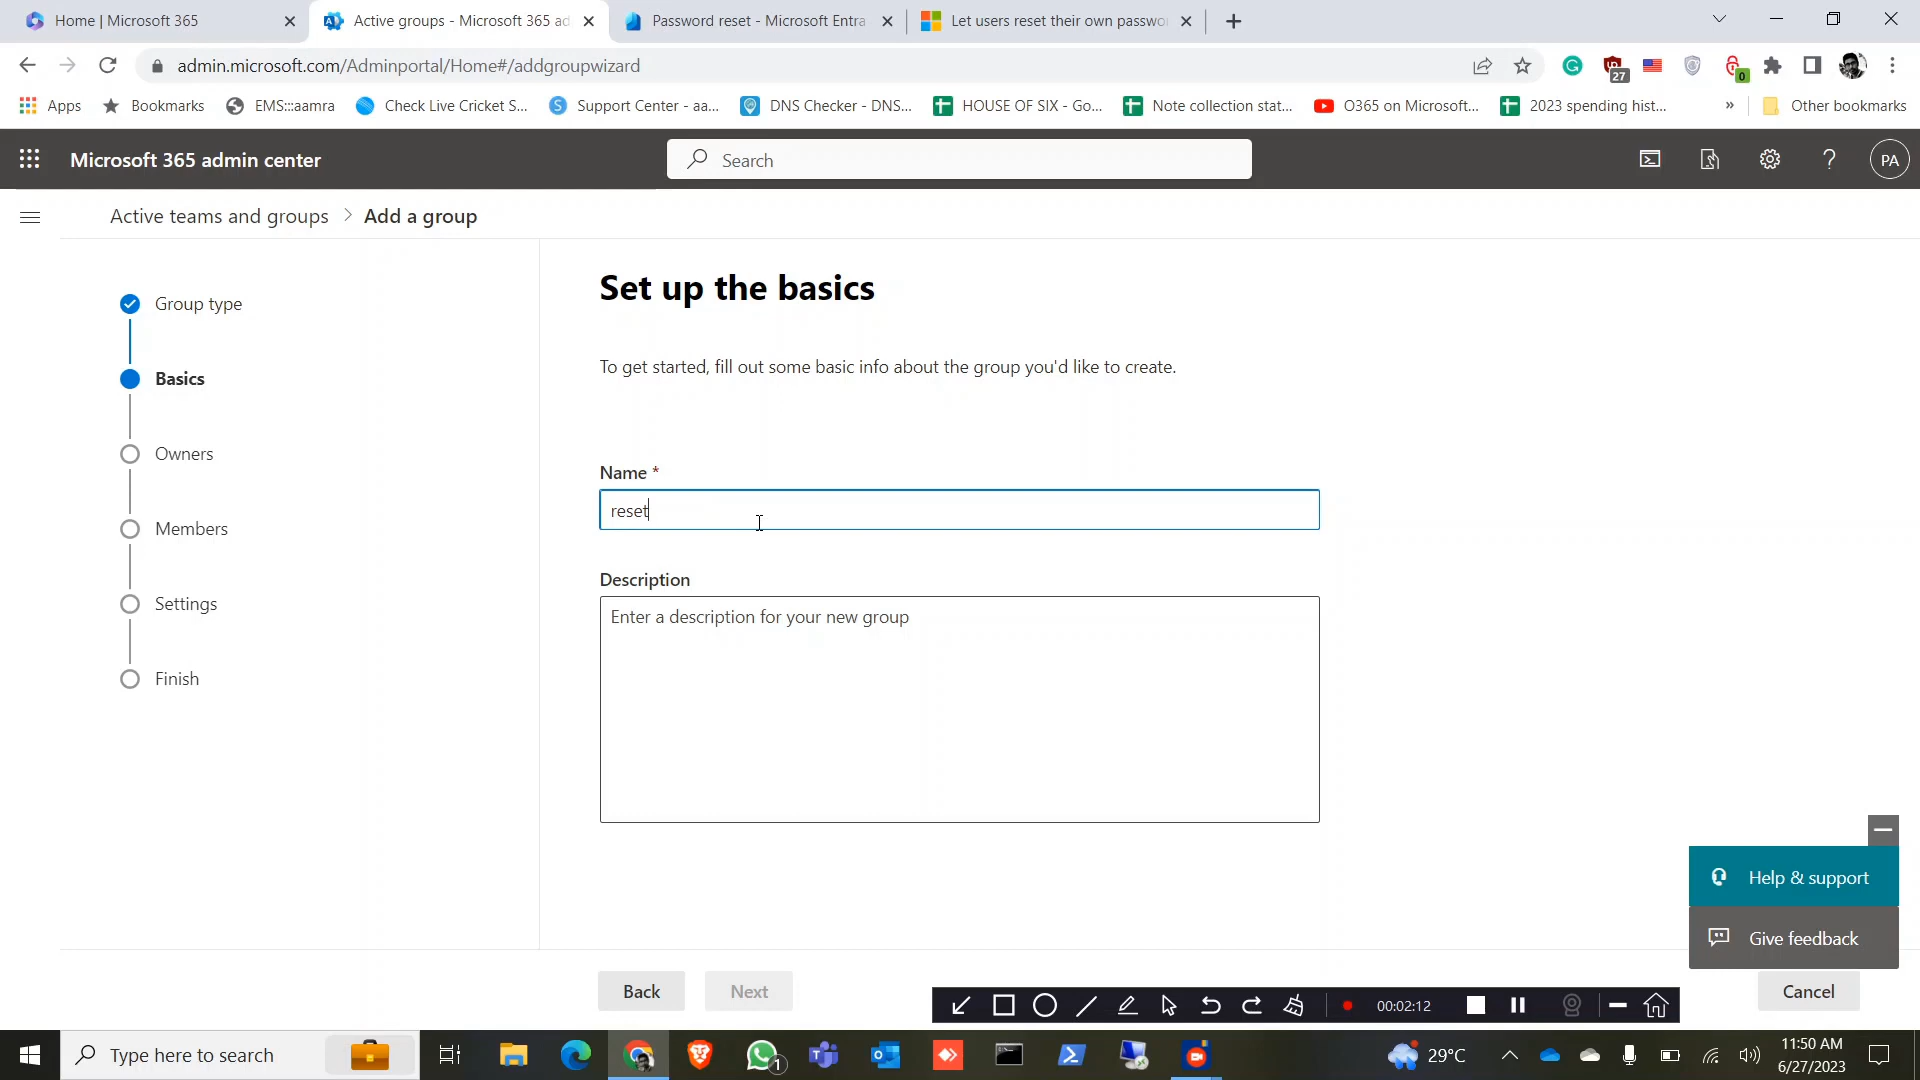 Home | Microsoft 365
Active groups - Microsoft 365 ad
Password reset - Microsoft Entra
Let users reset their own passwo
admin.microsoft.com/Adminportal/Home#/addgroupwizard
27
0
Apps
Bookmarks
EMS:::aamra
Check Live Cricket S...
Support Center - aa...
DNS Checker - DNS...
HOUSE OF SIX - Go...
Note collection stat...
O365 on Microsoft...
2023 spending hist...
»
Other bookmarks
Microsoft 365 admin center
Search
PA
Active teams and groups > Add a group
Group type
Basics
Owners
Members
Settings
Finish
Set up the basics
To get started, fill out some basic info about the group you'd like to create.
Name *
reset
Description
Enter a description for your new group
Help & support
Give feedback
Back
Next
Cancel
00:02:12
Type here to search
1
29°C
11:50 AM
6/27/2023